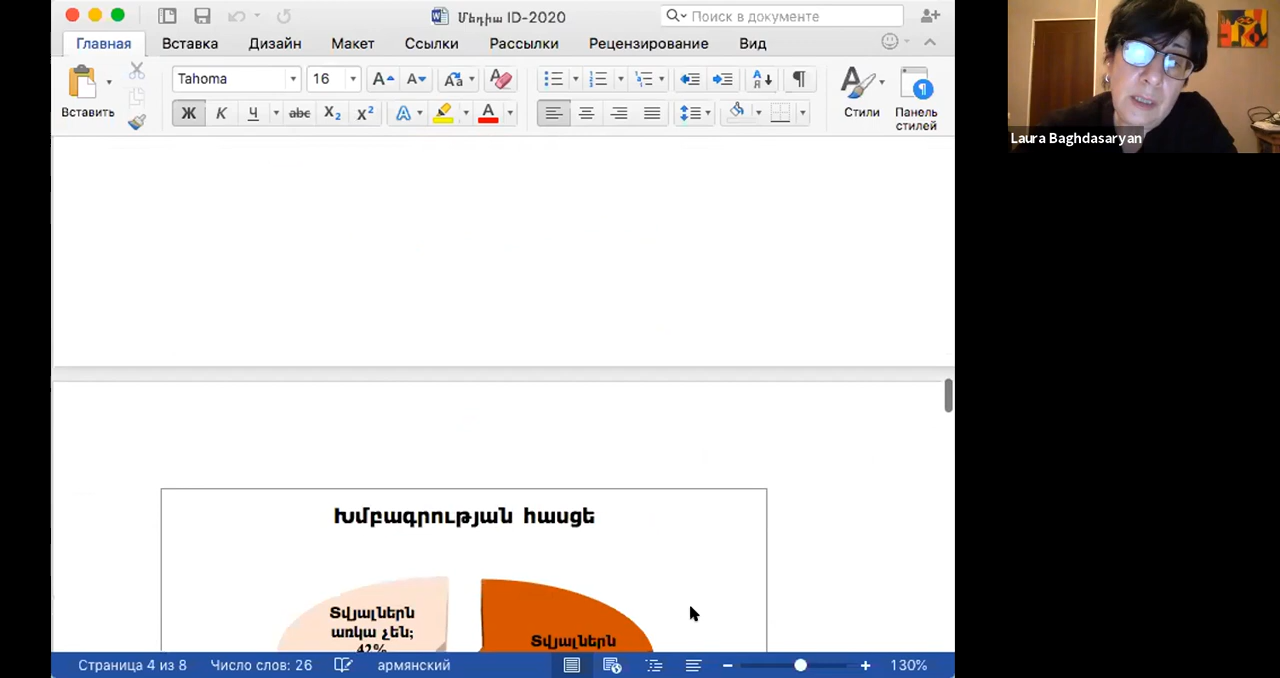 Մեդիա ID-2020
Поиск в документе
Главная Вставка Дизайн Макет Ссылки Рассылки Рецензирование Вид
Вставить
Tahoma 16
Ж К Ч abc X₂ X²
Стили
Панель стилей
Laura Baghdasaryan
Խմբագրության հասցե
Տվյալներն
առկա չեն;
42%
Տվյալներն
Страница 4 из 8 Число слов: 26 армянский 130%